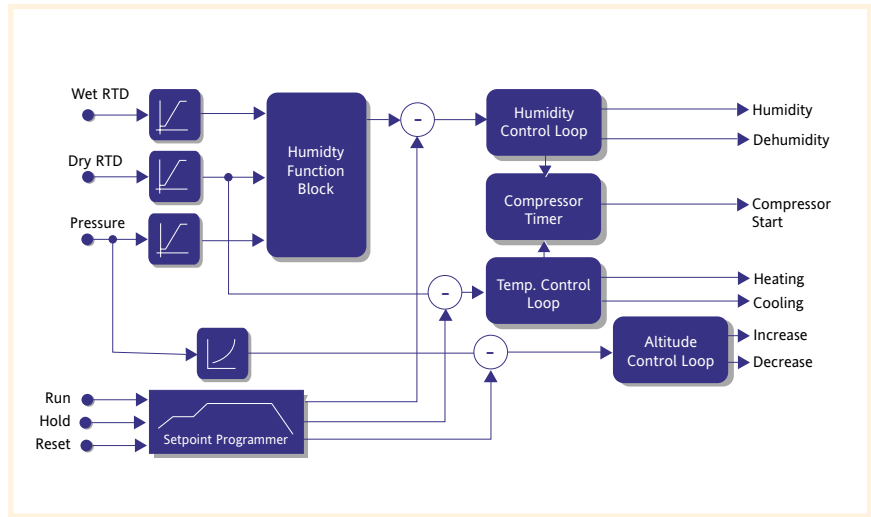 Wet RTD
Dry RTD
Pressure
Humidty
Function
Block
-
Humidity
Control Loop
Humidity
Dehumidity
Compressor
Timer
Compressor
Start
-
Temp. Control
Loop
Heating
Cooling
-
Altitude
Control Loop
Increase
Decrease
Run
Hold
Reset
Setpoint Programmer